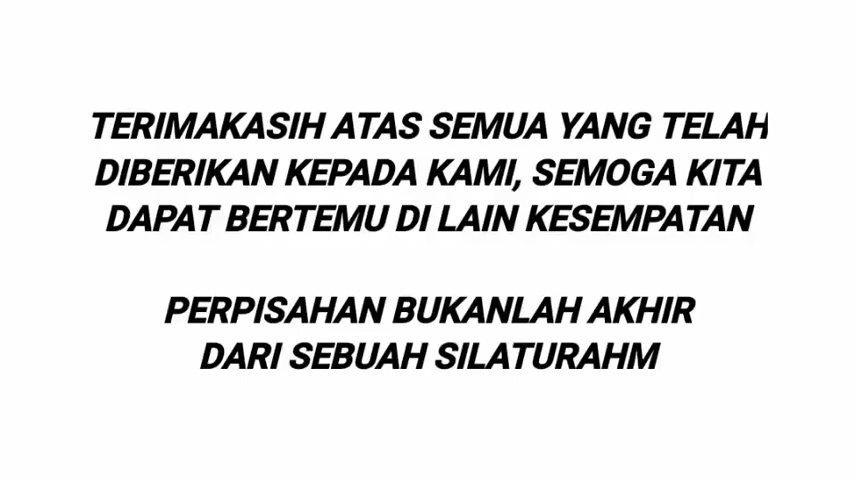 TERIMAKASIH ATAS SEMUA YANG TELAH
DIBERIKAN KEPADA KAMI, SEMOGA KITA
DAPAT BERTEMU DI LAIN KESEMPATAN
PERPISAHAN BUKANLAH AKHIR
DARI SEBUAH SILATURAHM